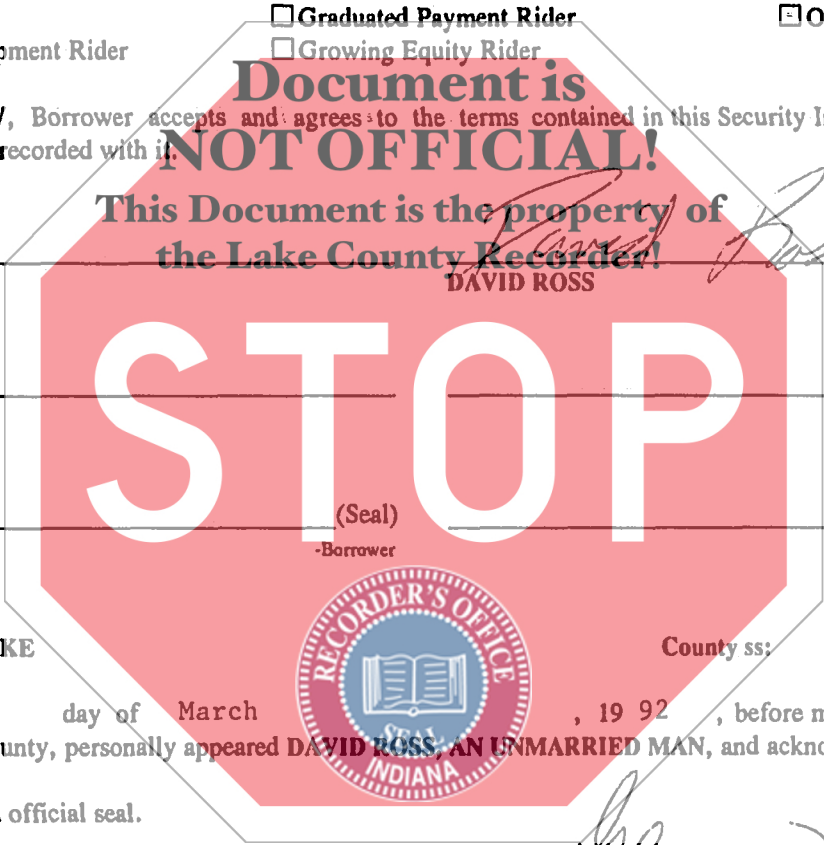 Graduated Payment Rider
ment Rider
Growing Equity Rider
Document is
, Borrower accepts and agrees to the terms contained in this Security
recorded with it.
NOT OFFICIAL!
This Document is the property of
David Ross
the Lake County Recorder!
DAVID ROSS
STOP
(Seal)
-Borrower
RECORDER'S OFFICE
SEAL
INDIANA
KE County ss:
day of March , 19 92 , before
unty, personally appeared DAVID ROSS, AN UNMARRIED MAN, and ackno
official seal.